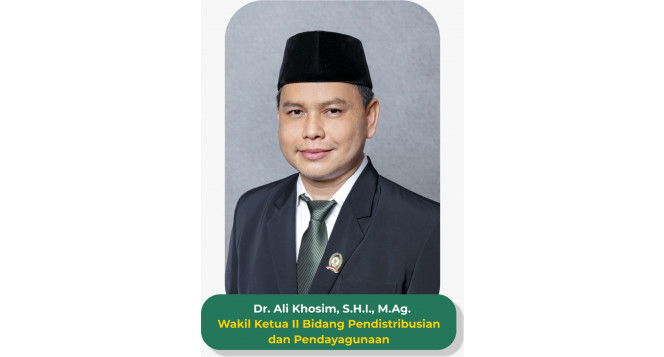 Dr. Ali Khosim, S.H.I., M.Ag.
Wakil Ketua II Bidang Pendistribusian
dan Pendayagunaan